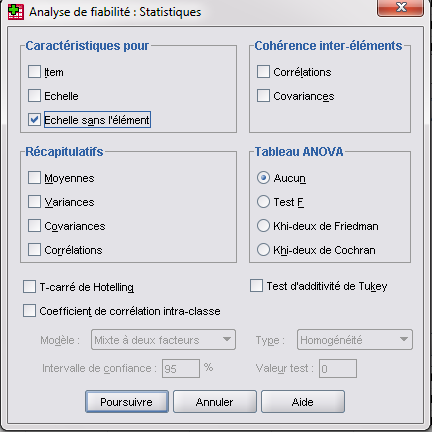 Analyse de fiabilité : Statistiques
Caractéristiques pour
Item
Echelle
Echelle sans l'élément
Cohérence inter-éléments
Corrélations
Covariances
Récapitulatifs
Moyennes
Variances
Covariances
Corrélations
Tableau ANOVA
Aucun
Test F
Khi-deux de Friedman
Khi-deux de Cochran
T-carré de Hotelling
Test d'additivité de Tukey
Coefficient de corrélation intra-classe
Modèle : Mixte à deux facteurs Type : Homogénéité
Intervalle de confiance : 95 % Valeur test : 0
Poursuivre Annuler Aide